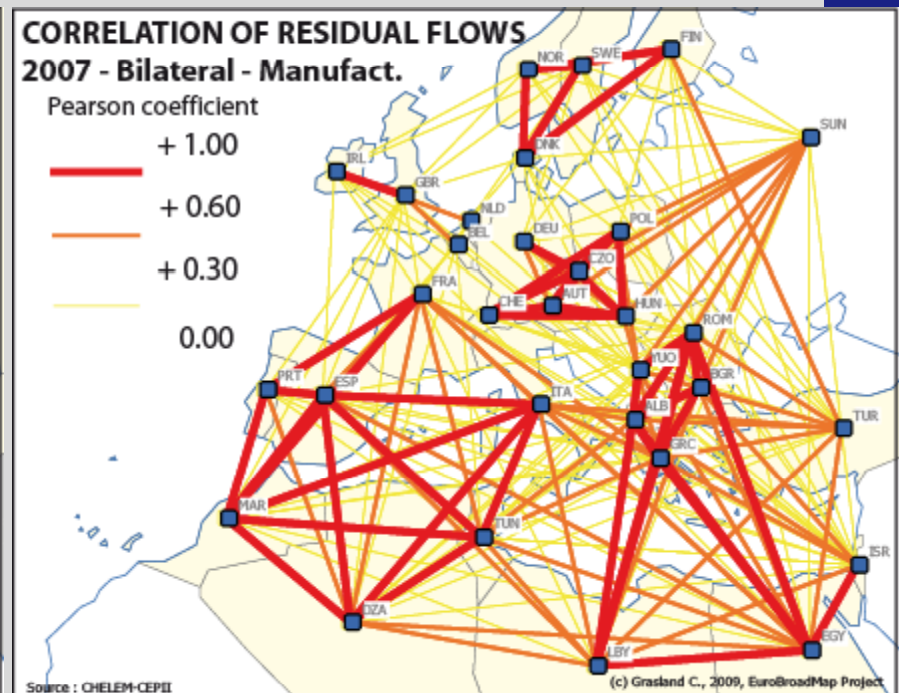 CORRELATION OF RESIDUAL FLOWS
2007 - Bilateral - Manufact.
Pearson coefficient
+ 1.00
+ 0.60
+ 0.30
0.00
FIN
NOR
SWE
SUN
DNK
IRL
GBR
NLD
POL
DEU
BEL
CZO
FRA
AUT
CHE
HUN
ROM
YUO
BGR
PRT
ESP
ITA
ALB
TUR
GRC
MAR
TUN
ISR
DZA
EGY
LBY
Source : CHELEM-CEPII
(c) Grasland C., 2009, EuroBroadMap Project